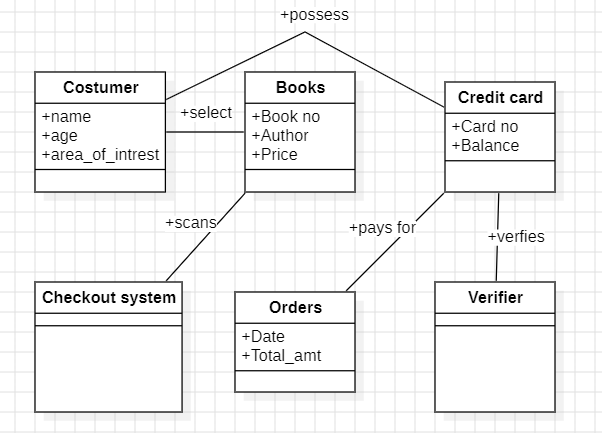 +possess
Costumer
+name
+age
+area_of_intrest
+select
Books
+Book no
+Author
+Price
Credit card
+Card no
+Balance
+scans
+pays for
+verfies
Checkout system
Orders
+Date
+Total_amt
Verifier